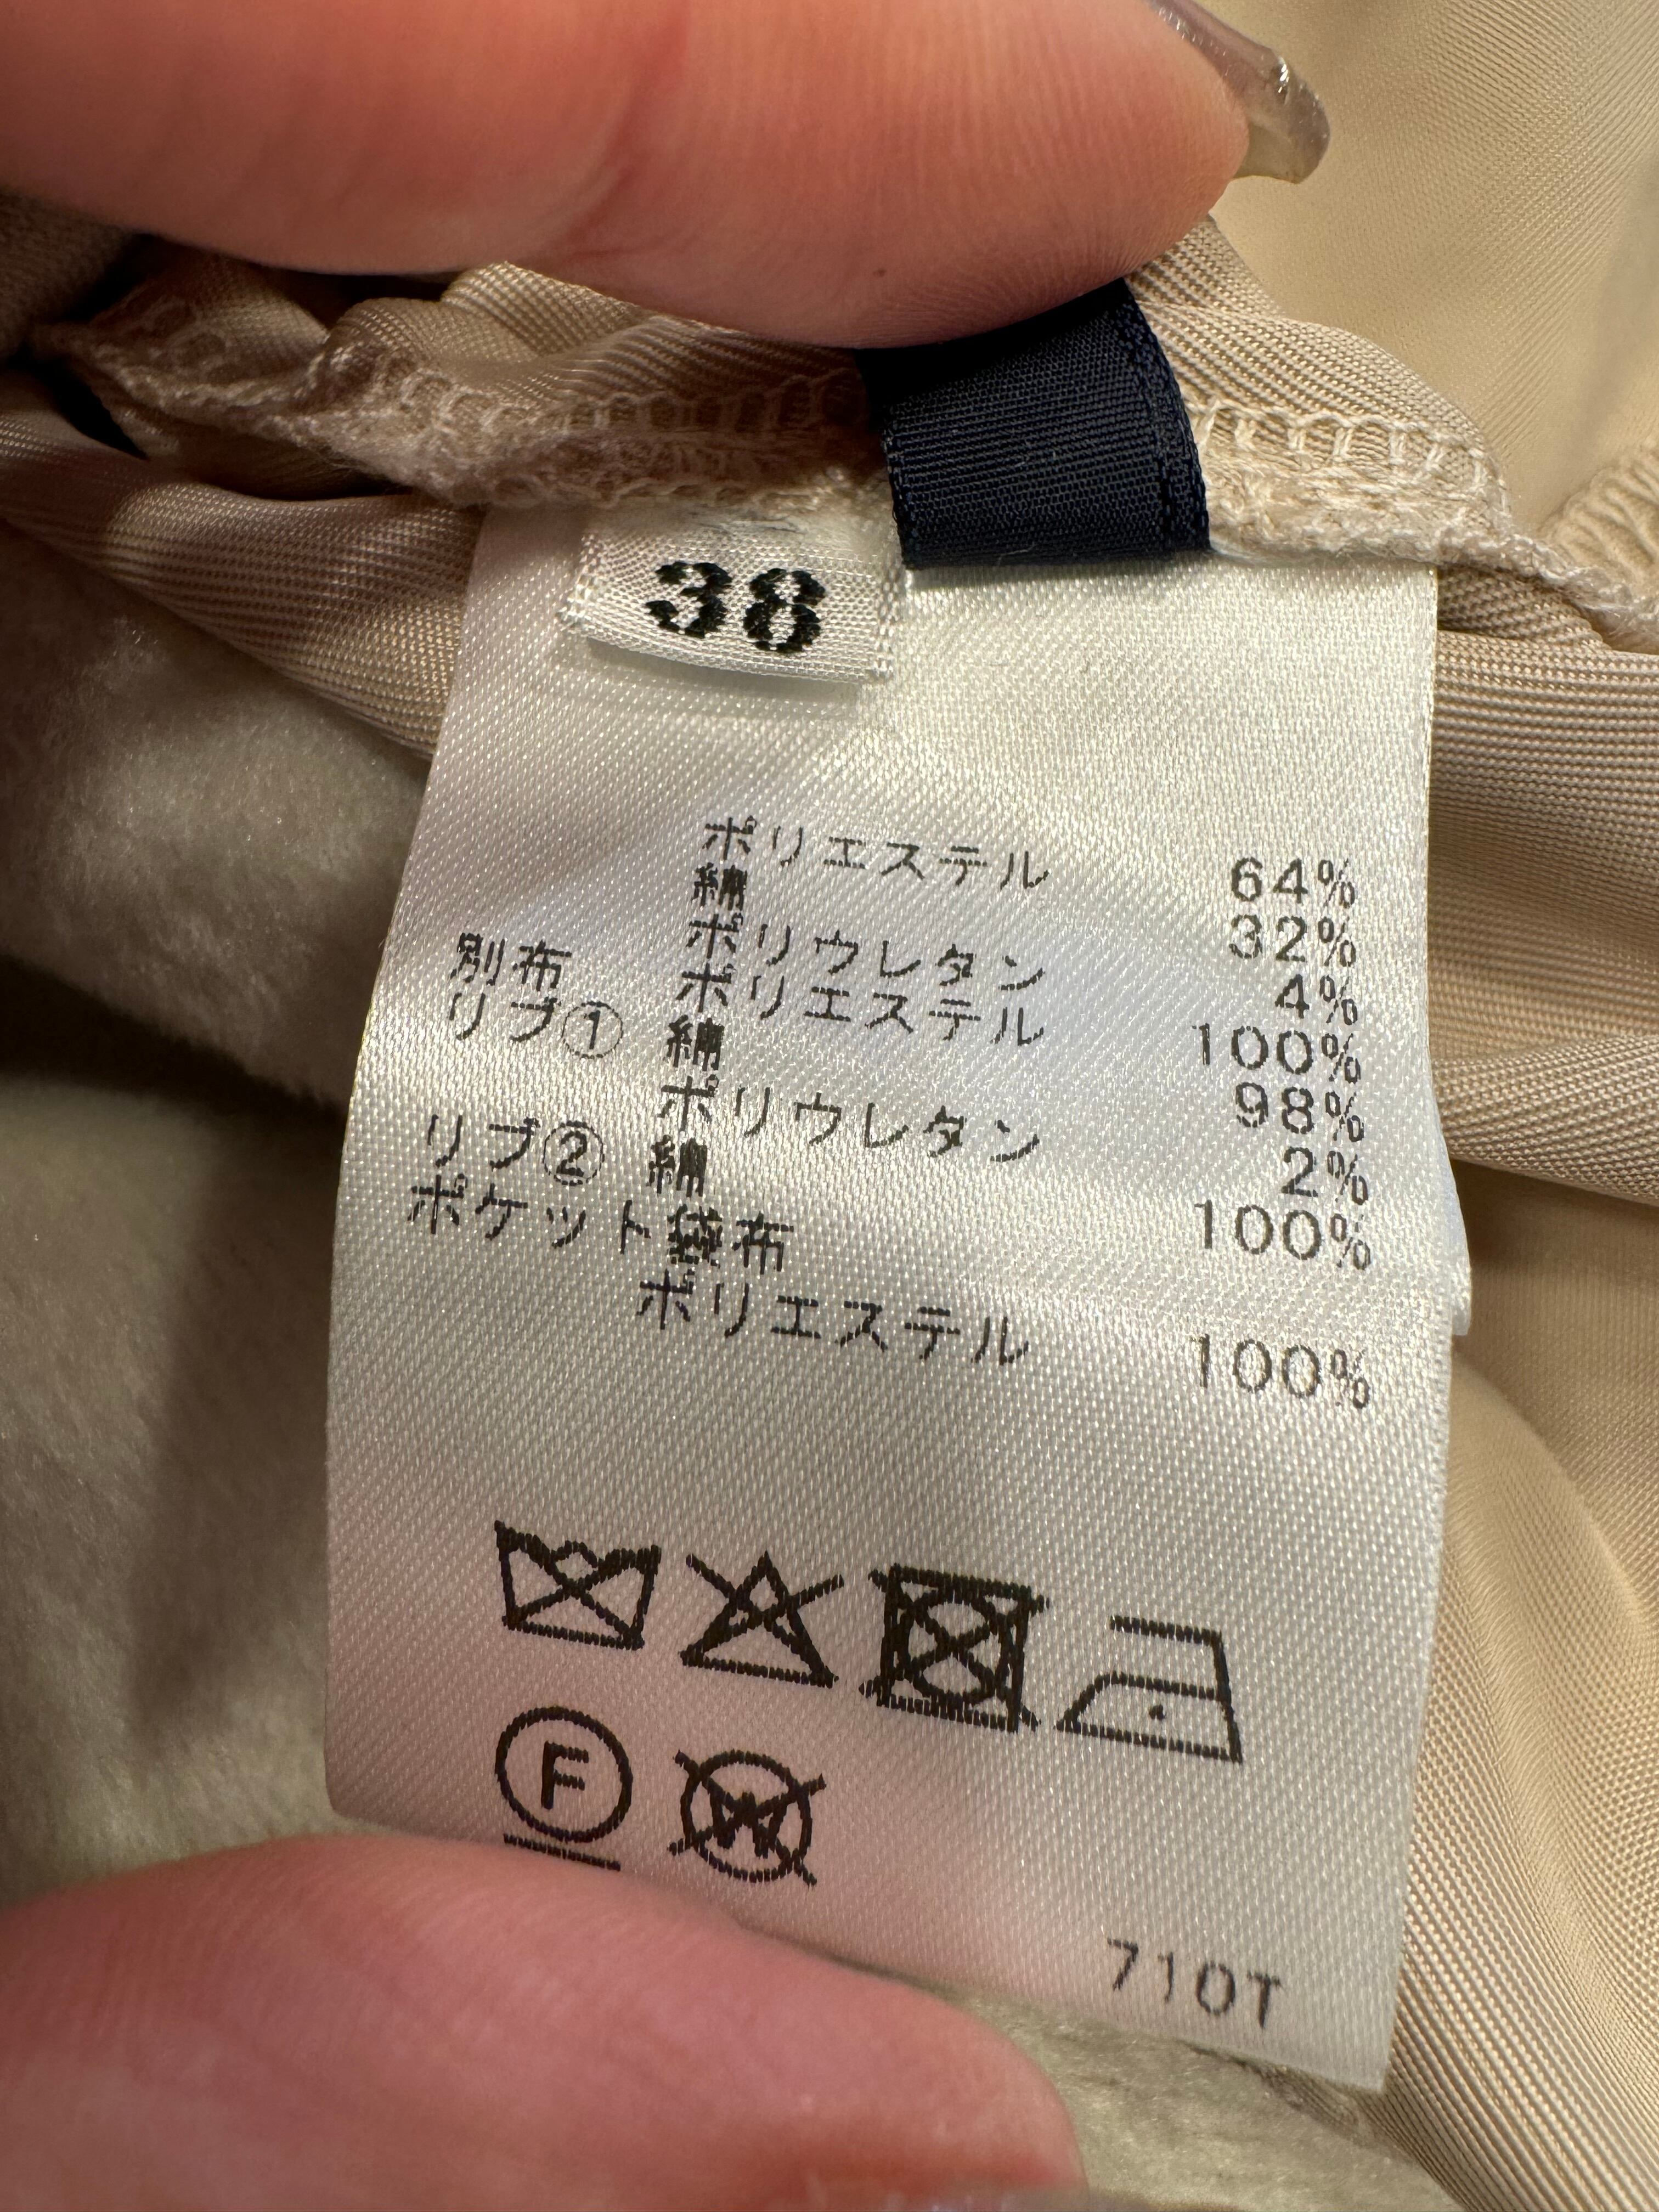 38
ポリエステル 64%
綿 32%
ポリウレタン 4%
別布 ポリエステル 100%
リブ① 綿 98%
ポリウレタン 2%
リブ② 綿 100%
ポケット袋布
ポリエステル 100%
F W
710T